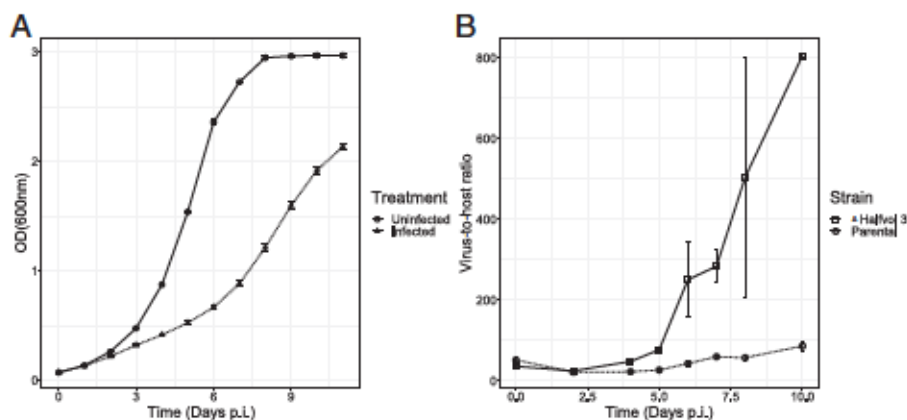 A
B
3
2
1
0
OD(600nm)
0 3 6 9
Time (Days p.i.)
Treatment
Uninfected
Infected
800
600
400
200
0
Virus-to-host ratio
0.0 2.5 5.0 7.5 10.0
Time (Days p.i.)
Strain
ΔHalfvol 3
Parental